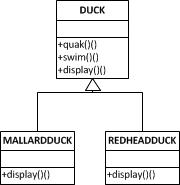 DUCK
+quak()()
+swim()()
+display()()
MALLARDDUCK
+display()()
REDHEADDUCK
+display()()